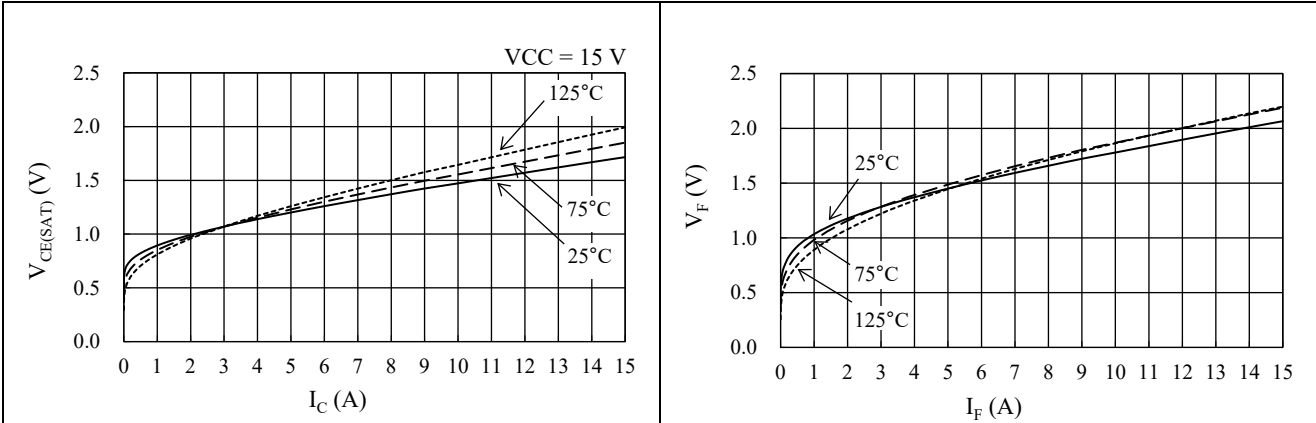 VCC = 15 V
2.5
2.0
1.5
1.0
0.5
0.0
V_CE(SAT) (V)
125°C
75°C
25°C
0 1 2 3 4 5 6 7 8 9 10 11 12 13 14 15
I_C (A)
2.5
2.0
1.5
1.0
0.5
0.0
V_F (V)
25°C
75°C
125°C
0 1 2 3 4 5 6 7 8 9 10 11 12 13 14 15
I_F (A)